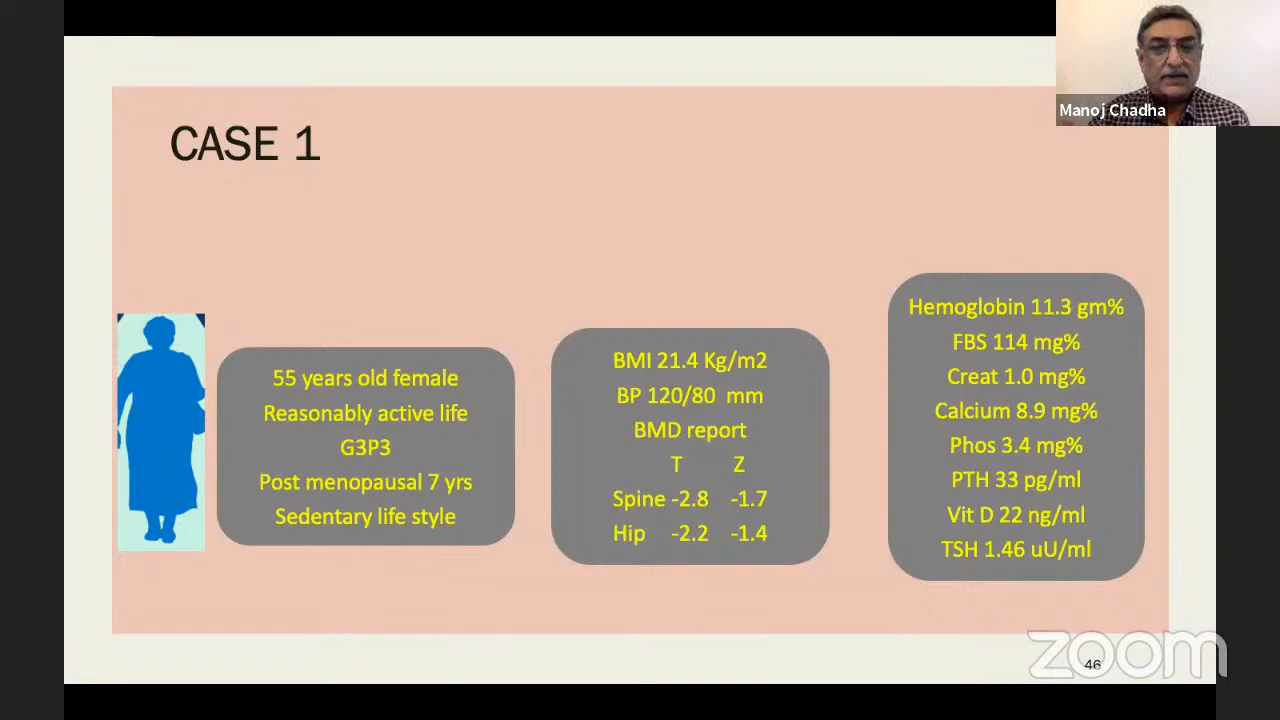 Manoj Chadha
CASE 1
55 years old female
Reasonably active life
G3P3
Post menopausal 7 yrs
Sedentary life style
BMI 21.4 Kg/m2
BP 120/80 mm
BMD report
T Z
Spine -2.8 -1.7
Hip -2.2 -1.4
Hemoglobin 11.3 gm%
FBS 114 mg%
Creat 1.0 mg%
Calcium 8.9 mg%
Phos 3.4 mg%
PTH 33 pg/ml
Vit D 22 ng/ml
TSH 1.46 uU/ml
zoom
46